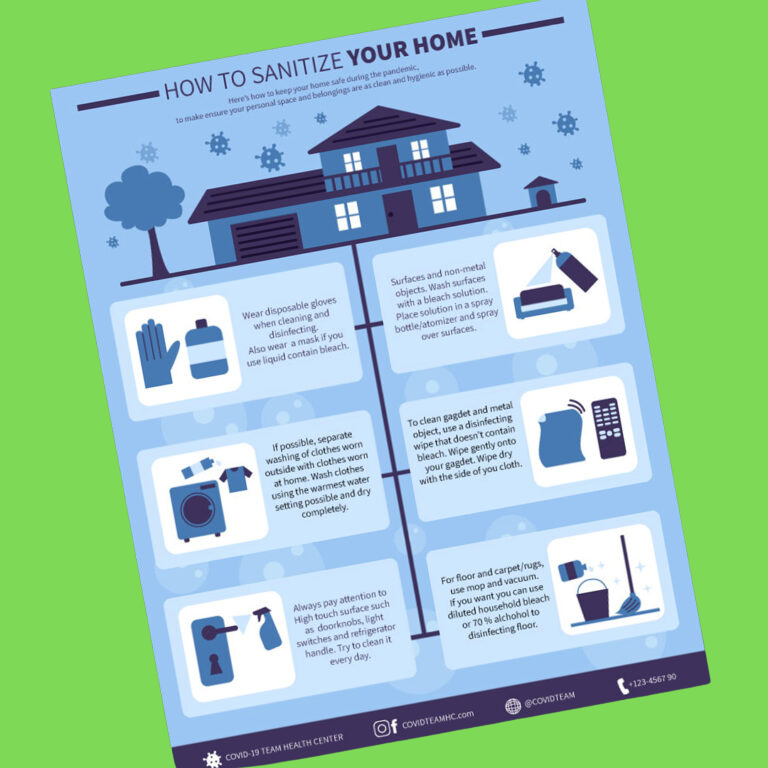 HOW TO SANITIZE YOUR HOME
Here's how to keep your home safe during the pandemic,
to make ensure your personal space and belongings are as clean and hygienic as possible.
Wear disposable gloves
when cleaning and
disinfecting.
Also wear a mask if you
use liquid contain bleach.
Surfaces and non-metal
objects. Wash surfaces
with a bleach solution.
Place solution in a spray
bottle/atomizer and spray
over surfaces.
If possible, separate
washing of clothes worn
outside with clothes worn
at home. Wash clothes
using the warmest water
setting possible and dry
completely.
To clean gagdet and metal
object, use a disinfecting
wipe that doesn't contain
bleach. Wipe gently onto
your gagdet. Wipe dry
with the side of you cloth.
Always pay attention to
High touch surface such
as doorknobs, light
switches and refrigerator
handle. Try to clean it
every day.
For floor and carpet/rugs,
use mop and vacuum.
If you want you can use
diluted household bleach
or 70 % alchohol to
disinfecting floor.
COVID-19 TEAM HEALTH CENTER
COVIDTEAMHC.com
@COVIDTEAM
+123-4567 90